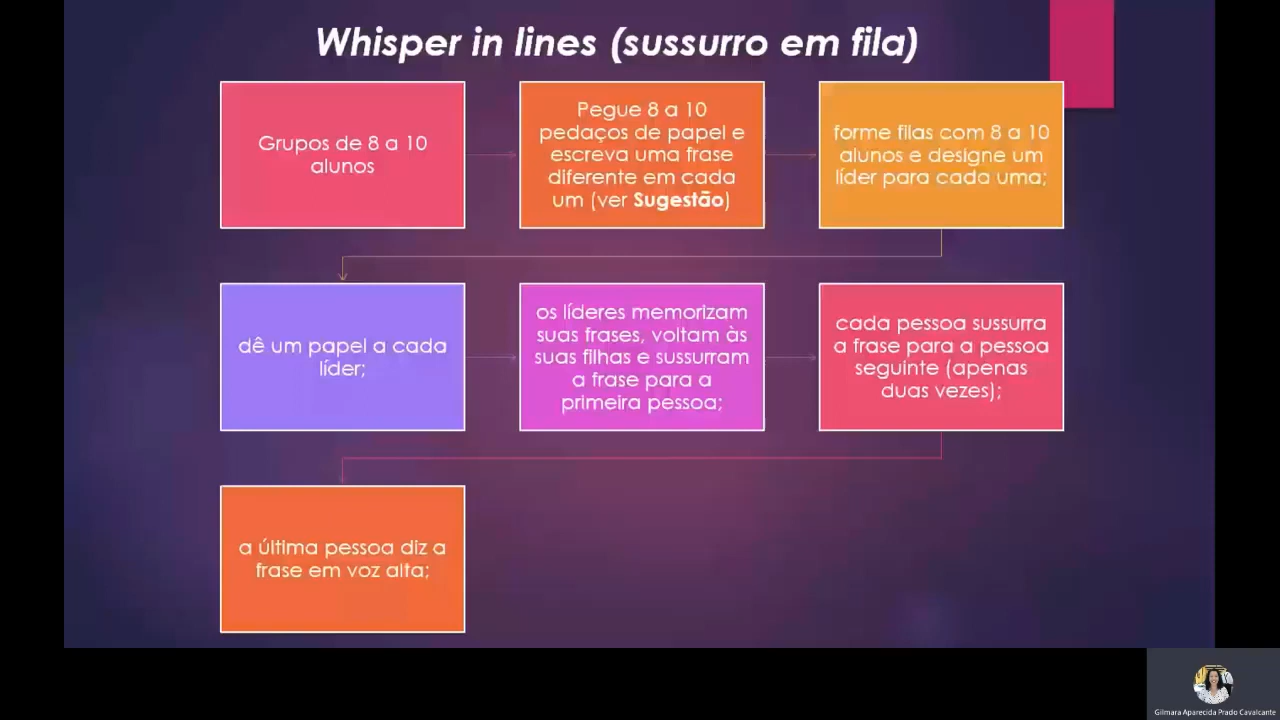 Whisper in lines (sussurro em fila)
Grupos de 8 a 10
alunos
Pegue 8 a 10
pedaços de papel e
escreva uma frase
diferente em cada
um (ver Sugestão)
forme filas com 8 a 10
alunos e designe um
líder para cada uma;
dê um papel a cada
líder;
os líderes memorizam
suas frases, voltam às
suas filhas e sussurram
a frase para a
primeira pessoa;
cada pessoa sussurra
a frase para a pessoa
seguinte (apenas
duas vezes);
a última pessoa diz a
frase em voz alta;
Gilmara Aparecida Prado Cavalcante